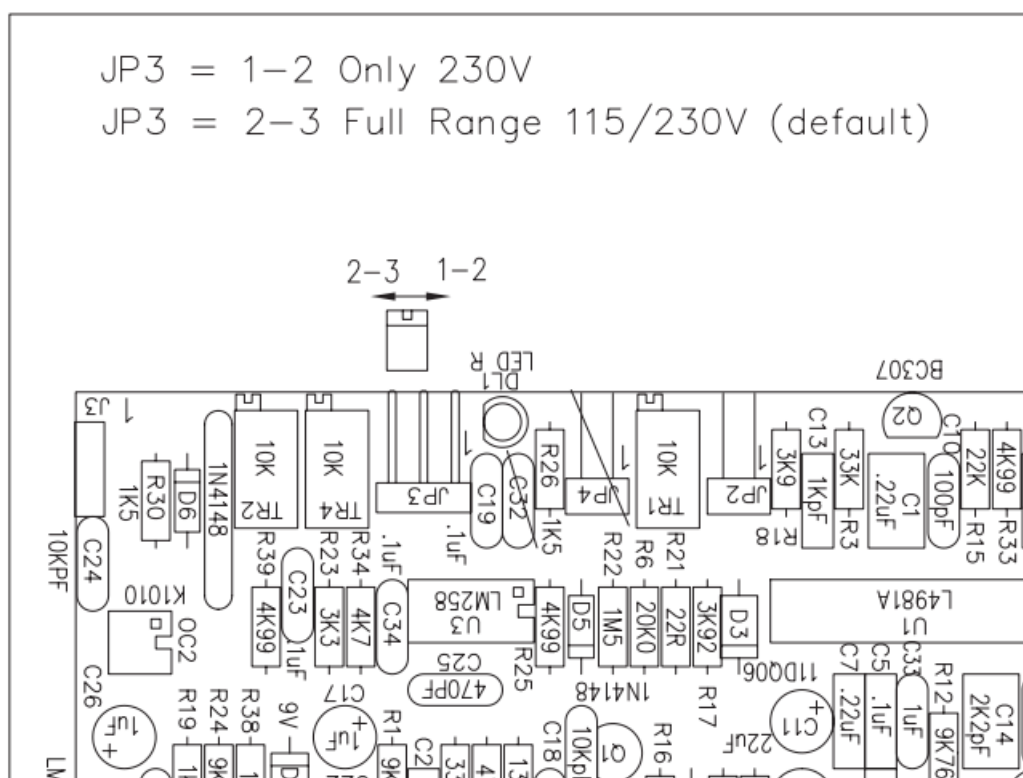 JP3 = 1-2 Only 230V
JP3 = 2-3 Full Range 115/230V (default)
2-3 1-2
LED R
DL1
BC307
Q2
J3
1
10K
TR2
10K
TR4
JP3
1
C19
.1uF
C32
R26
1K5
JP4
1
10K
TR1
JP2
1
3K9
R18
C13
1KpF
33K
R3
C1
.22uF
C10
100pF
22K
R15
4K99
R33
1K5
R30
D6
1N4148
10KPF
C24
K1010
OC2
R39
4K99
C23
.1uF
R23
3K3
R34
4K7
.1uF
C34
LM258
U3
C25
470PF
R25
4K99
D5
1N4148
R22
1M5
R6
20K0
R21
22R
3K92
R17
D3
11DQ06
L4981A
U1
C26
1uF
+
R19
R24
R38
9V
C17
1uF
+
R1
C18
10Kp
Q1
R16
22uF
C11
+
C7
.22uF
C5
.1uF
C33
1uF
R12
C14
2K2pF